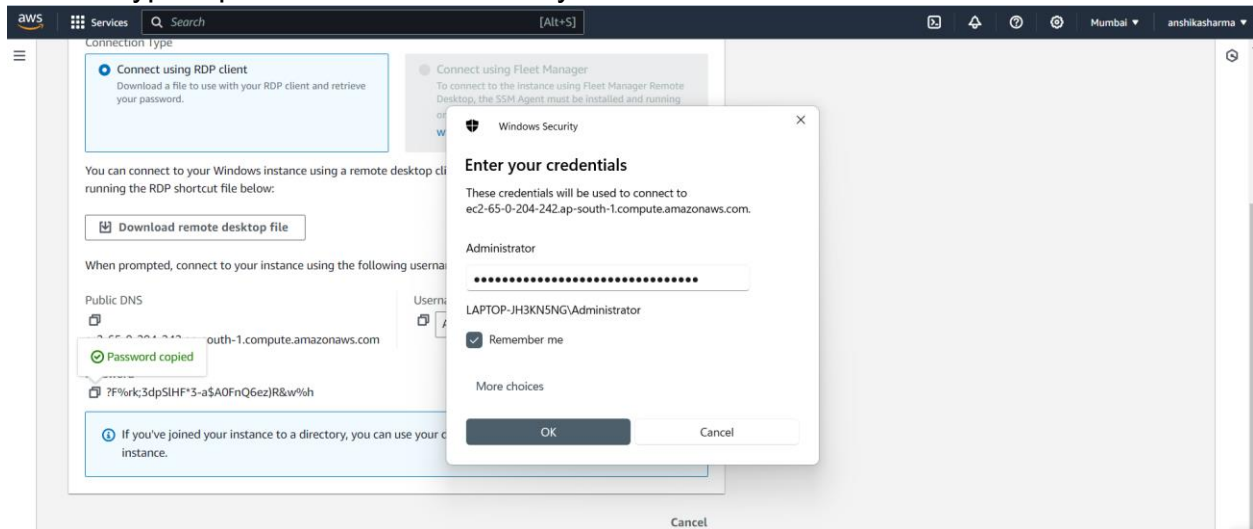 aws
Services
Search
[Alt+S]
Mumbai
anshikasharma
Connection Type
Connect using RDP client
Download a file to use with your RDP client and retrieve
your password.
Connect using Fleet Manager
To connect to the instance using Fleet Manager Remote
Desktop, the SSM Agent must be installed and running
You can connect to your Windows instance using a remote desktop cli
running the RDP shortcut file below:
Download remote desktop file
When prompted, connect to your instance using the following userna
Public DNS
Userna
outh-1.compute.amazonaws.com
Password copied
?F%rk;3dpSlHF*3-a$A0FnQ6ez)R&w%h
If you've joined your instance to a directory, you can use your
instance.
Cancel
Windows Security
Enter your credentials
These credentials will be used to connect to
ec2-65-0-204-242.ap-south-1.compute.amazonaws.com.
Administrator
LAPTOP-JH3KN5NG\Administrator
Remember me
More choices
OK
Cancel